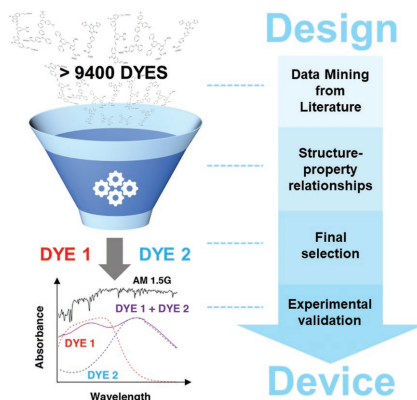 Design
> 9400 DYES
Data Mining
from
Literature
Structure-
property
relationships
DYE 1
DYE 2
Final
selection
AM 1.5G
DYE 1 + DYE 2
DYE 1
DYE 2
Absorbance
Wavelength
Experimental
validation
Device